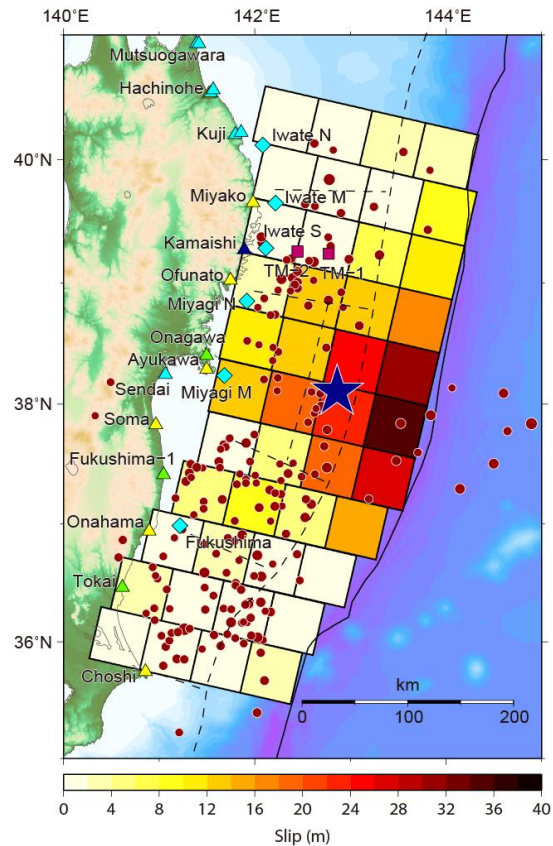 140˚E 142˚E 144˚E
Mutsuogawara
Hachinohe
Kuji
Iwate N
40˚N
Miyako
Iwate M
Iwate S
Kamaishi
TM−2 TM−1
Ofunato
Miyagi N
Onagawa
Ayukawa
38˚N
Sendai
Miyagi M
Soma
Fukushima−1
Onahama
Fukushima
Tokai
36˚N
Choshi
km
0 100 200
0 4 8 12 16 20 24 28 32 36 40
Slip (m)